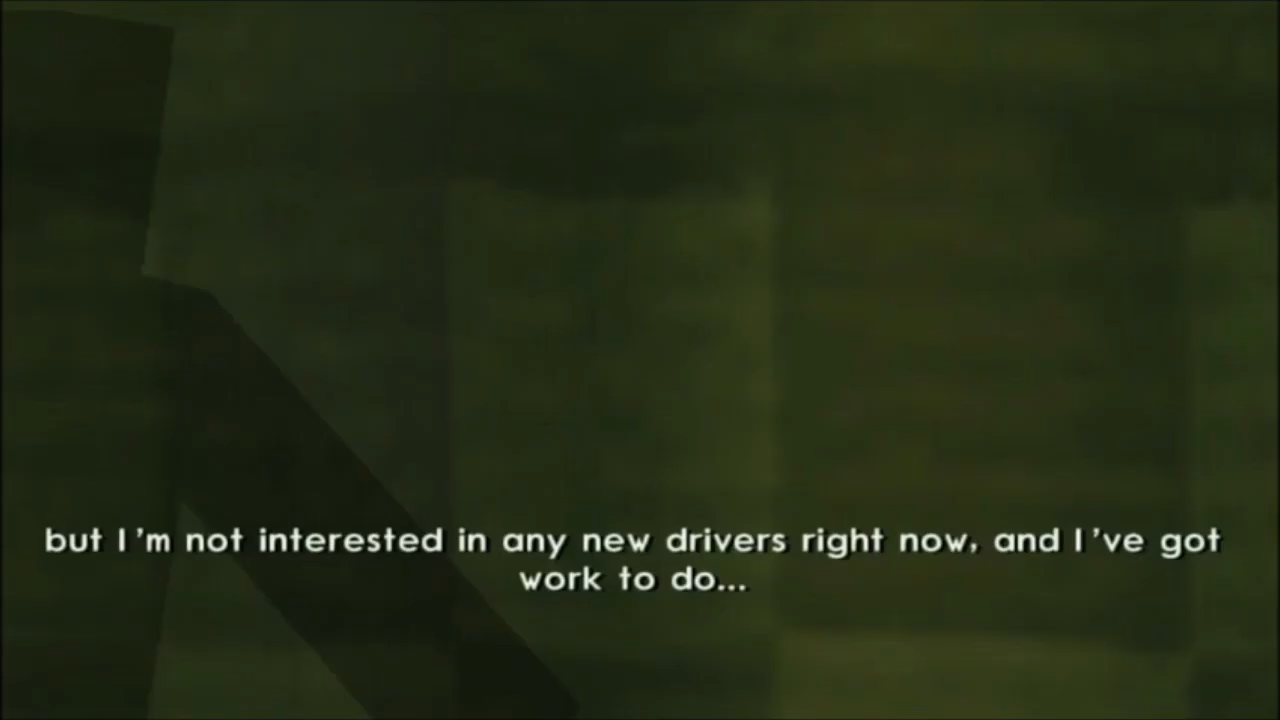 but I'm not interested in any new drivers right now, and I've got
work to do...